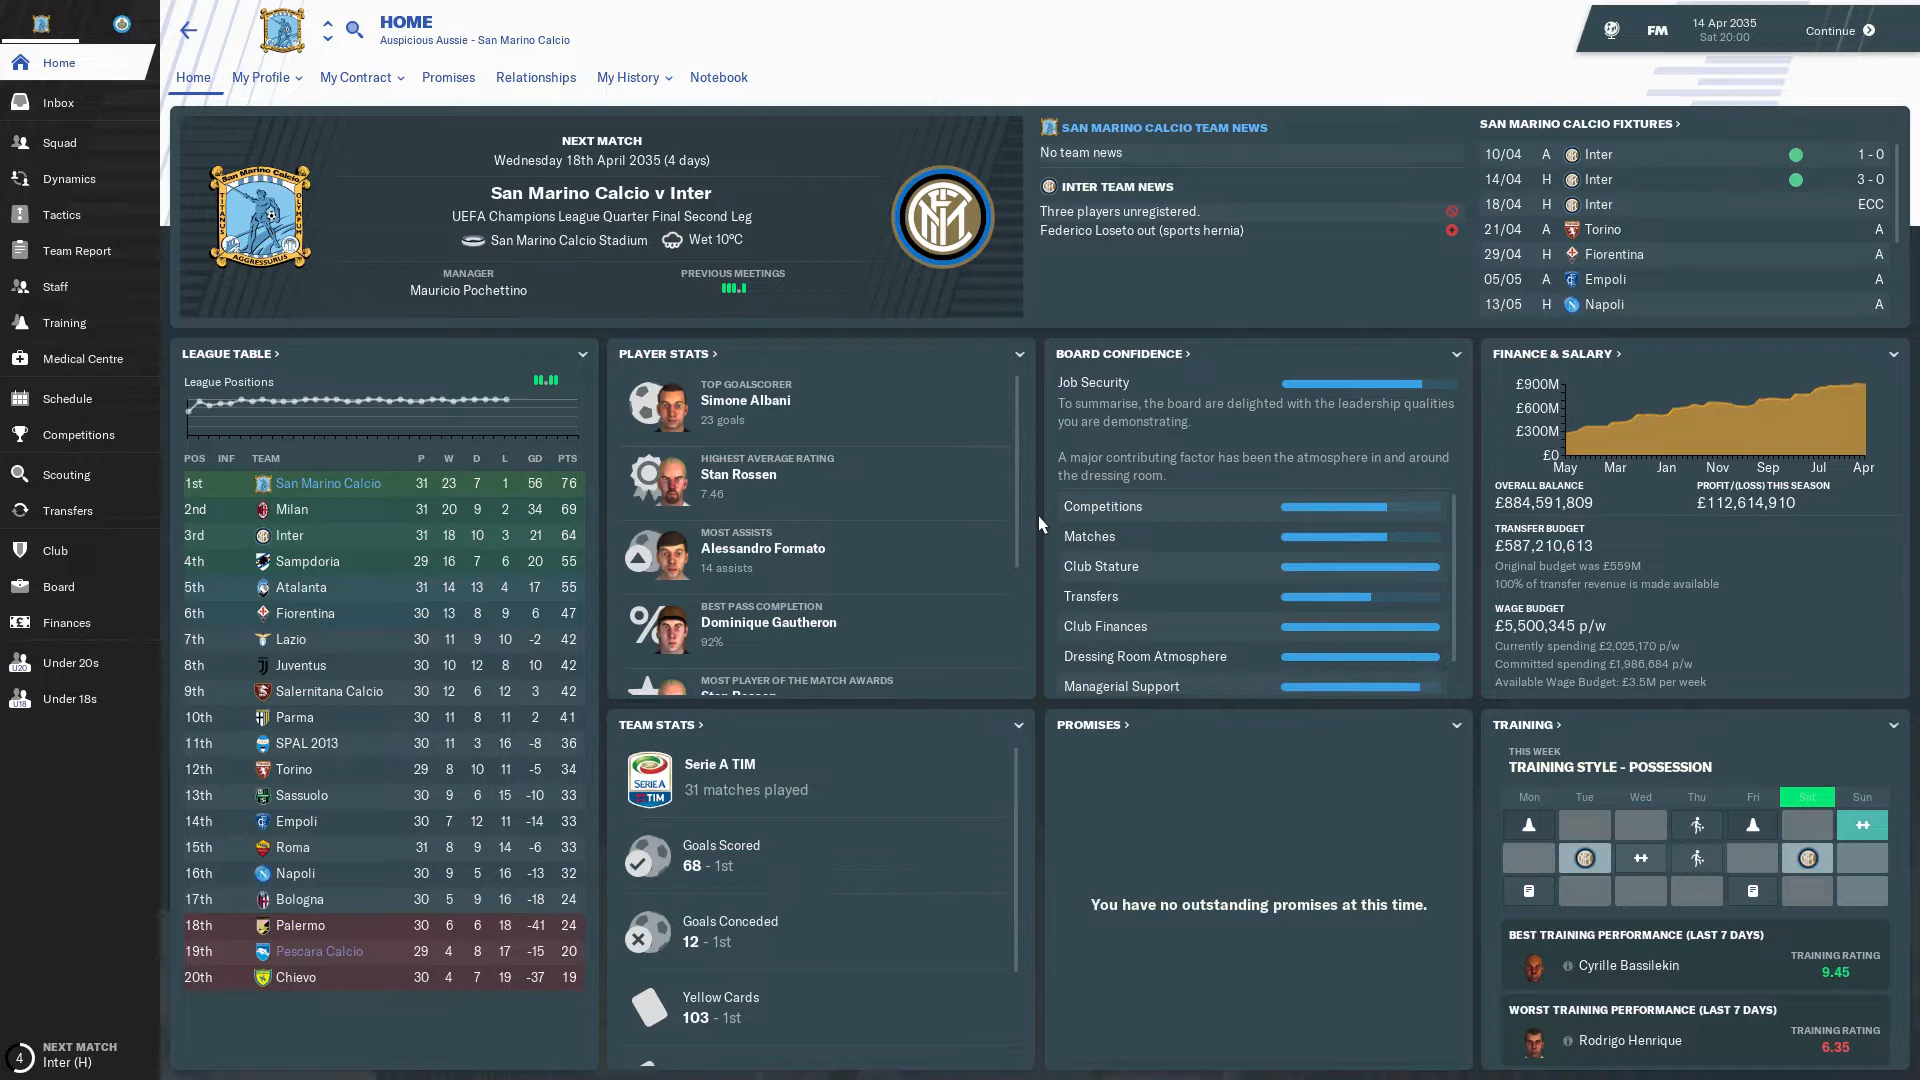 HOME
Auspicious Aussie - San Marino Calcio
FM
14 Apr 2035
Sat 20:00
Continue
Home
My Profile
My Contract
Promises
Relationships
My History
Notebook
Home
Inbox
Squad
Dynamics
Tactics
Team Report
Staff
Training
Medical Centre
Schedule
Competitions
Scouting
Transfers
Club
Board
Finances
U20
Under 20s
U18
Under 18s
4
NEXT MATCH
Inter (H)
NEXT MATCH
Wednesday 18th April 2035 (4 days)
San Marino Calcio v Inter
UEFA Champions League Quarter Final Second Leg
San Marino Calcio Stadium
Wet 10ºC
MANAGER
Mauricio Pochettino
PREVIOUS MEETINGS
SAN MARINO CALCIO TEAM NEWS
No team news
INTER TEAM NEWS
Three players unregistered.
Federico Loseto out (sports hernia)
SAN MARINO CALCIO FIXTURES >
10/04 A Inter 1 - 0
14/04 H Inter 3 - 0
18/04 H Inter ECC
21/04 A Torino A
29/04 H Fiorentina A
05/05 A Empoli A
13/05 H Napoli A
LEAGUE TABLE >
League Positions
POS INF TEAM P W D L GD PTS
1st San Marino Calcio 31 23 7 1 56 76
2nd Milan 31 20 9 2 34 69
3rd Inter 31 18 10 3 21 64
4th Sampdoria 29 16 7 6 20 55
5th Atalanta 31 14 13 4 17 55
6th Fiorentina 30 13 8 9 6 47
7th Lazio 30 11 9 10 -2 42
8th Juventus 30 10 12 8 10 42
9th Salernitana Calcio 30 12 6 12 3 42
10th Parma 30 11 8 11 2 41
11th SPAL 2013 30 11 3 16 -8 36
12th Torino 29 8 10 11 -5 34
13th Sassuolo 30 9 6 15 -10 33
14th Empoli 30 7 12 11 -14 33
15th Roma 31 8 9 14 -6 33
16th Napoli 30 9 5 16 -13 32
17th Bologna 30 5 9 16 -18 24
18th Palermo 30 6 6 18 -41 24
19th Pescara Calcio 29 4 8 17 -15 20
20th Chievo 30 4 7 19 -37 19
PLAYER STATS >
TOP GOALSCORER
Simone Albani
23 goals
HIGHEST AVERAGE RATING
Stan Rossen
7.46
MOST ASSISTS
Alessandro Formato
14 assists
BEST PASS COMPLETION
Dominique Gautheron
92%
MOST PLAYER OF THE MATCH AWARDS
Stan Rossen
BOARD CONFIDENCE >
Job Security
To summarise, the board are delighted with the leadership qualities
you are demonstrating.
A major contributing factor has been the atmosphere in and around
the dressing room.
Competitions
Matches
Club Stature
Transfers
Club Finances
Dressing Room Atmosphere
Managerial Support
FINANCE & SALARY >
£900M
£600M
£300M
£0
May Mar Jan Nov Sep Jul Apr
OVERALL BALANCE
£884,591,809
PROFIT/(LOSS) THIS SEASON
£112,614,910
TRANSFER BUDGET
£587,210,613
Original budget was £559M
100% of transfer revenue is made available
WAGE BUDGET
£5,500,345 p/w
Currently spending £2,025,170 p/w
Committed spending £1,986,684 p/w
Available Wage Budget: £3.5M per week
TEAM STATS >
SERIE A
TIM
Serie A TIM
31 matches played
Goals Scored
68 - 1st
Goals Conceded
12 - 1st
Yellow Cards
103 - 1st
PROMISES >
You have no outstanding promises at this time.
TRAINING >
THIS WEEK
TRAINING STYLE - POSSESSION
Mon Tue Wed Thu Fri Sat Sun
BEST TRAINING PERFORMANCE (LAST 7 DAYS)
Cyrille Bassilekin
TRAINING RATING
9.45
WORST TRAINING PERFORMANCE (LAST 7 DAYS)
Rodrigo Henrique
TRAINING RATING
6.35